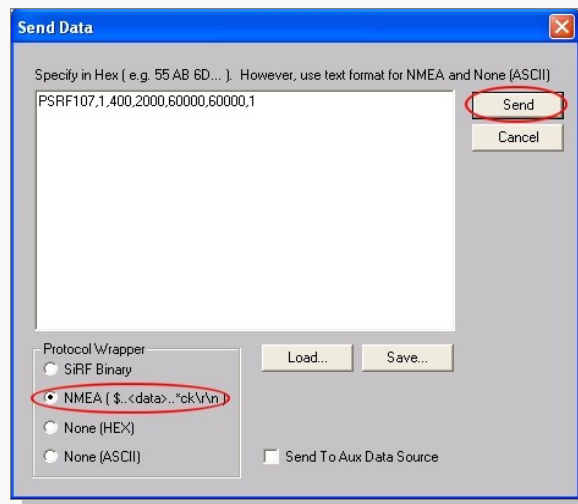 Send Data
Specify in Hex ( e.g. 55 AB 6D... ). However, use text format for NMEA and None (ASCII)
PSRF107,1,400,2000,60000,60000,1
Send
Cancel
Protocol Wrapper
SiRF Binary
NMEA ( $..<data>..*ck\r\n )
None (HEX)
None (ASCII)
Load...
Save...
Send To Aux Data Source